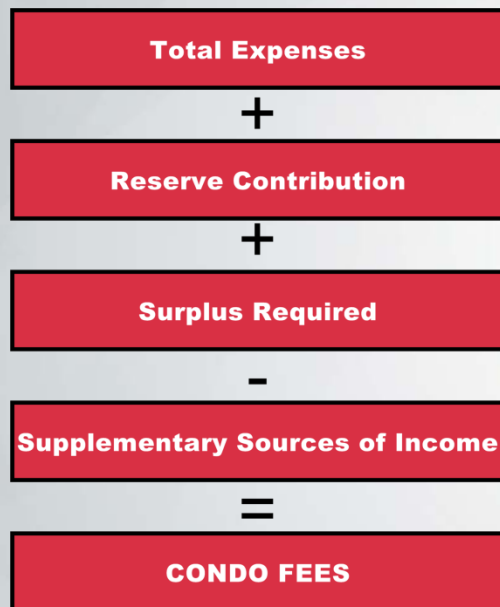 Total Expenses
+
Reserve Contribution
+
Surplus Required
-
Supplementary Sources of Income
=
CONDO FEES